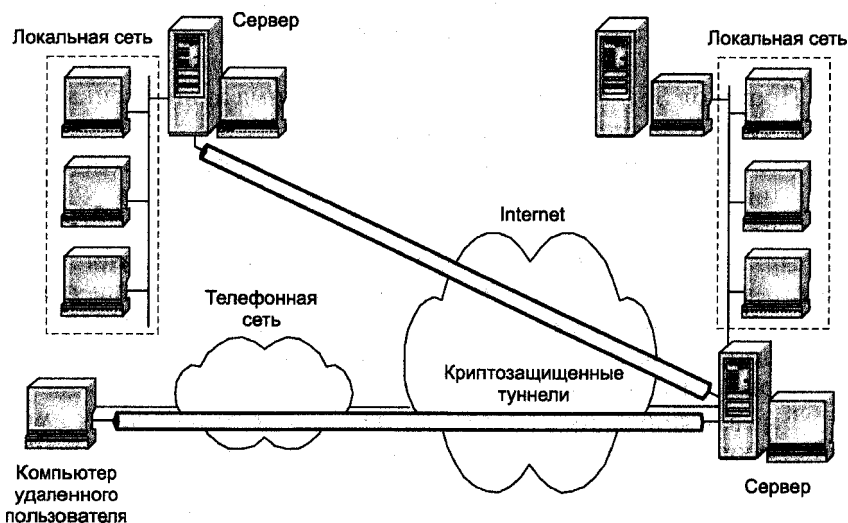 Сервер
Локальная сеть
Локальная сеть
Internet
Телефонная
сеть
Криптозащищенные
туннели
Компьютер
удаленного
пользователя
Сервер